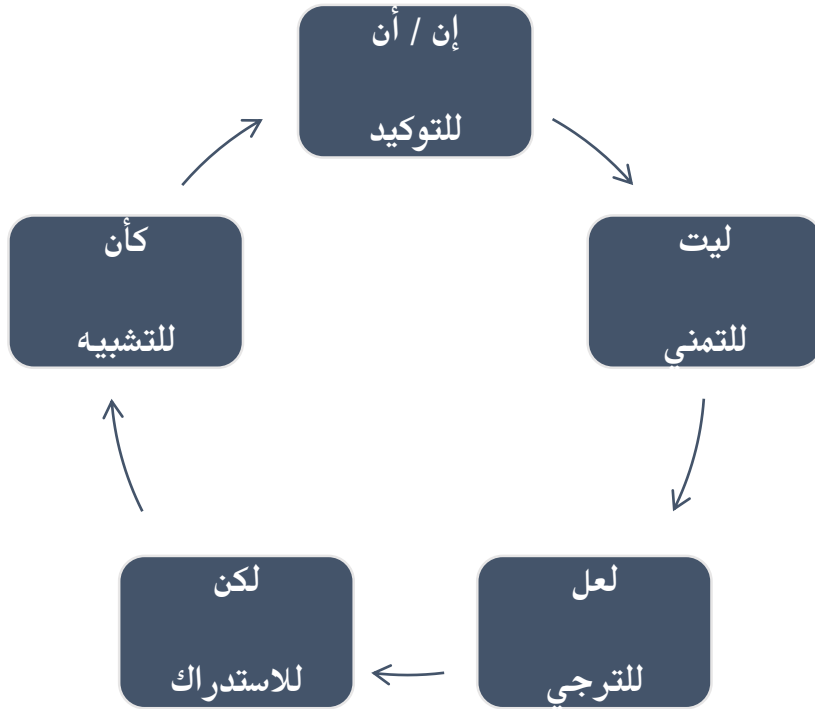 إن / أن
للتوكيد
ليت
للتمني
لعل
للترجي
لكن
للاستدراك
كأن
للتشبيه